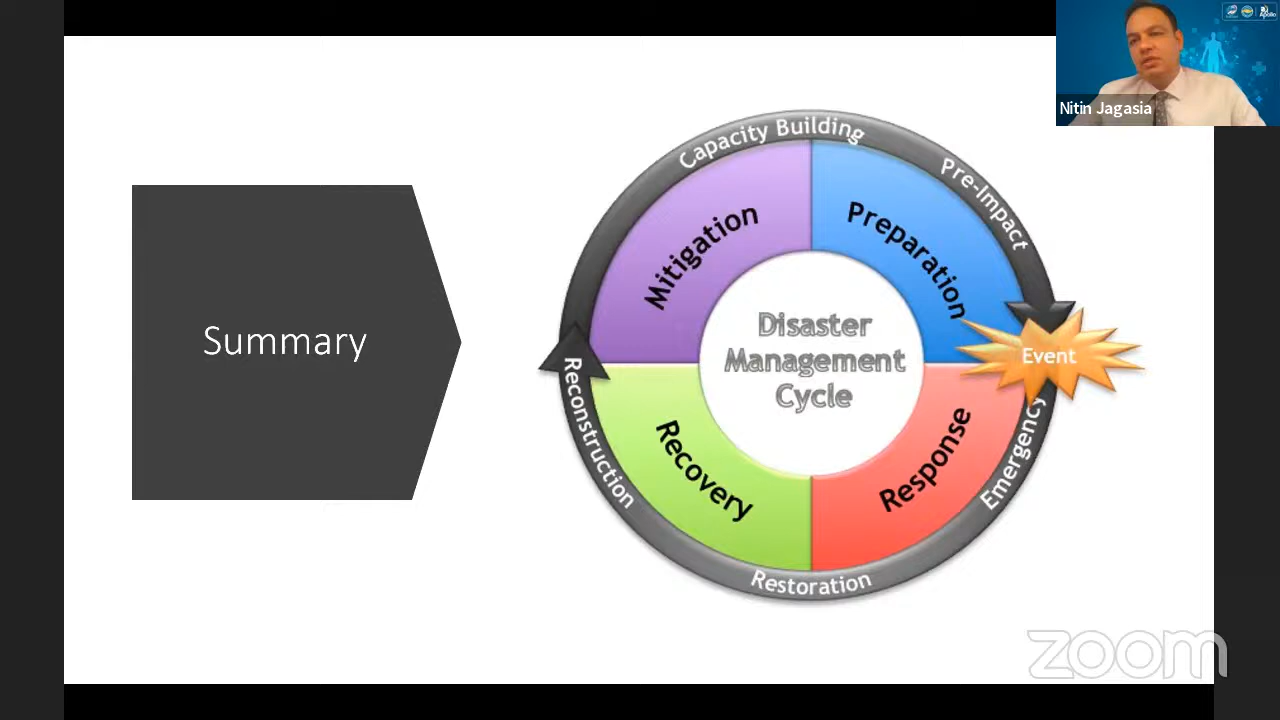 Summary
Capacity Building
Pre-Impact
Mitigation
Preparation
Disaster
Management
Cycle
Event
Reconstruction
Recovery
Response
Emergency
Restoration
Nitin Jagasia
Apollo
zoom